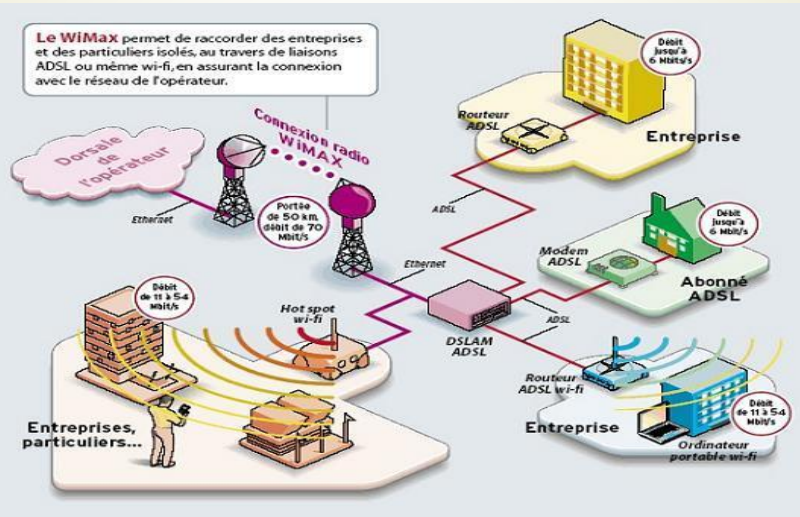 Le WiMax permet de raccorder des entreprises
et des particuliers isolés, au travers de liaisons
ADSL ou même wi-fi, en assurant la connexion
avec le réseau de l'opérateur.
Dorsale
de
l'opérateur
Ethernet
Connexion radio
WiMAX
Portée
de 50 km,
débit de 70
Mbit/s
Ethernet
Routeur
ADSL
Débit
Jusqu'à
6 Mbits/s
Entreprise
ADSL
Modem
ADSL
Débit
Jusqu'à
6 Mbit/s
Abonné
ADSL
DSLAM
ADSL
ADSL
Débit
de 11 à 54
Mbit/s
Hot spot
wi-fi
Entreprises,
particuliers...
Routeur
ADSL wi-fi
Entreprise
Débit
de 11 à 54
Mbit/s
Ordinateur
portable wi-fi